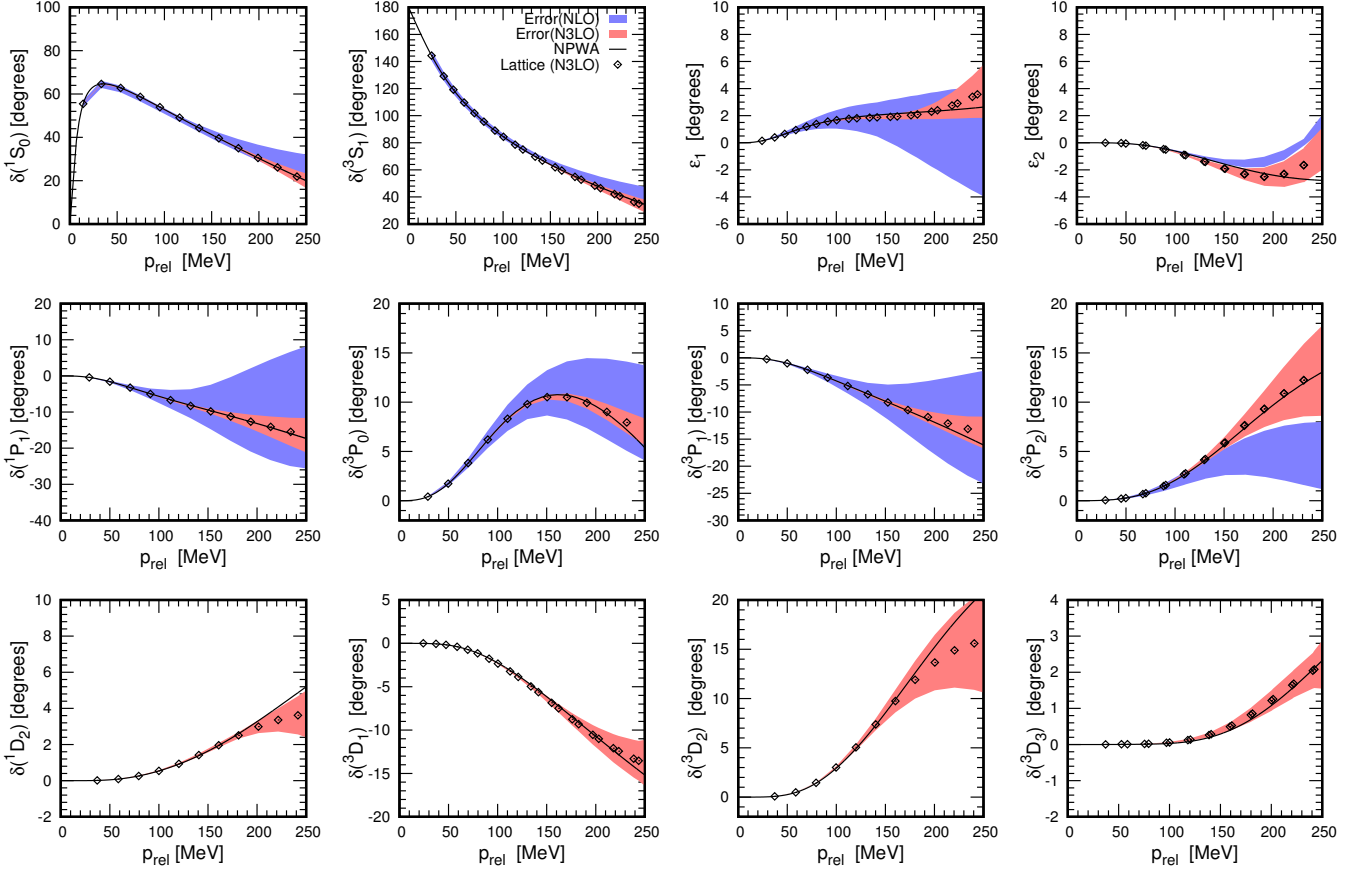 δ(¹S₀) [degrees]
100
80
60
40
20
0
0 50 100 150 200 250
p_rel [MeV]
δ(³S₁) [degrees]
180
160
140
120
100
80
60
40
20
0 50 100 150 200 250
p_rel [MeV]
Error(NLO)
Error(N3LO)
NPWA
Lattice (N3LO)
ε₁ [degrees]
10
8
6
4
2
0
-2
-4
-6
0 50 100 150 200 250
p_rel [MeV]
ε₂ [degrees]
10
8
6
4
2
0
-2
-4
-6
0 50 100 150 200 250
p_rel [MeV]
δ(¹P₁) [degrees]
20
10
0
-10
-20
-30
-40
0 50 100 150 200 250
p_rel [MeV]
δ(³P₀) [degrees]
20
15
10
5
0
0 50 100 150 200 250
p_rel [MeV]
δ(³P₁) [degrees]
10
5
0
-5
-10
-15
-20
-25
-30
0 50 100 150 200 250
p_rel [MeV]
δ(³P₂) [degrees]
20
15
10
5
0
0 50 100 150 200 250
p_rel [MeV]
δ(¹D₂) [degrees]
10
8
6
4
2
0
-2
0 50 100 150 200 250
p_rel [MeV]
δ(³D₁) [degrees]
5
0
-5
-10
-15
-20
0 50 100 150 200 250
p_rel [MeV]
δ(³D₂) [degrees]
20
15
10
5
0
0 50 100 150 200 250
p_rel [MeV]
δ(³D₃) [degrees]
4
3
2
1
0
-1
-2
0 50 100 150 200 250
p_rel [MeV]